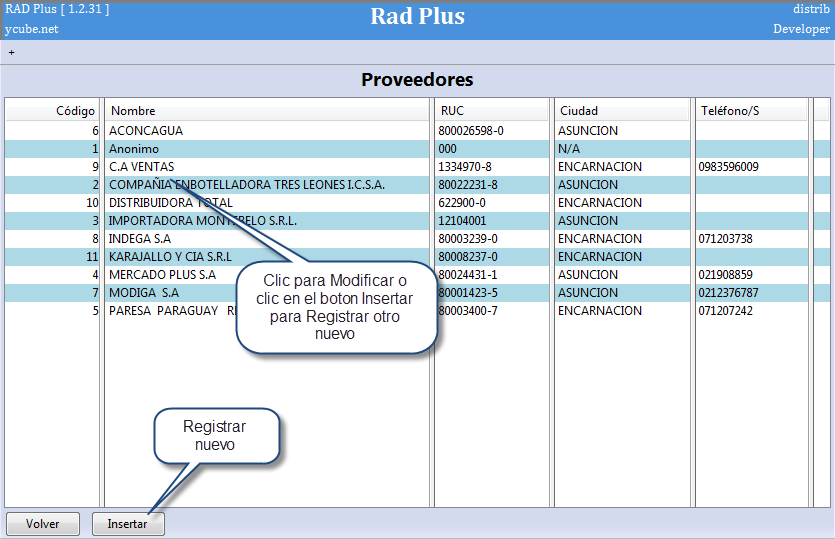 RAD Plus [ 1.2.31 ] Rad Plus distrib
ycube.net Developer
+
Proveedores
Código Nombre RUC Ciudad Teléfono/S
6 ACONCAGUA 800026598-0 ASUNCION
1 Anonimo 000 N/A
9 C.A VENTAS 1334970-8 ENCARNACION 0983596009
2 COMPAÑIA ENBOTELLADORA TRES LEONES I.C.S.A. 80022231-8 ASUNCION
10 DISTRIBUIDORA TOTAL 622900-0 ENCARNACION
3 IMPORTADORA MONTEBELO S.R.L. 12104001 ASUNCION
8 INDEGA S.A 80003239-0 ENCARNACION 071203738
11 KARAJALLO Y CIA S.R.L 80008237-0 ENCARNACION
4 MERCADO PLUS S.A 80024431-1 ASUNCION 021908859
7 MODIGA S.A 80001423-5 ASUNCION 0212376787
5 PARESA PARAGUAY 80003400-7 ENCARNACION 071207242
Clic para Modificar o
clic en el boton Insertar
para Registrar otro
nuevo
Registrar
nuevo
Volver Insertar